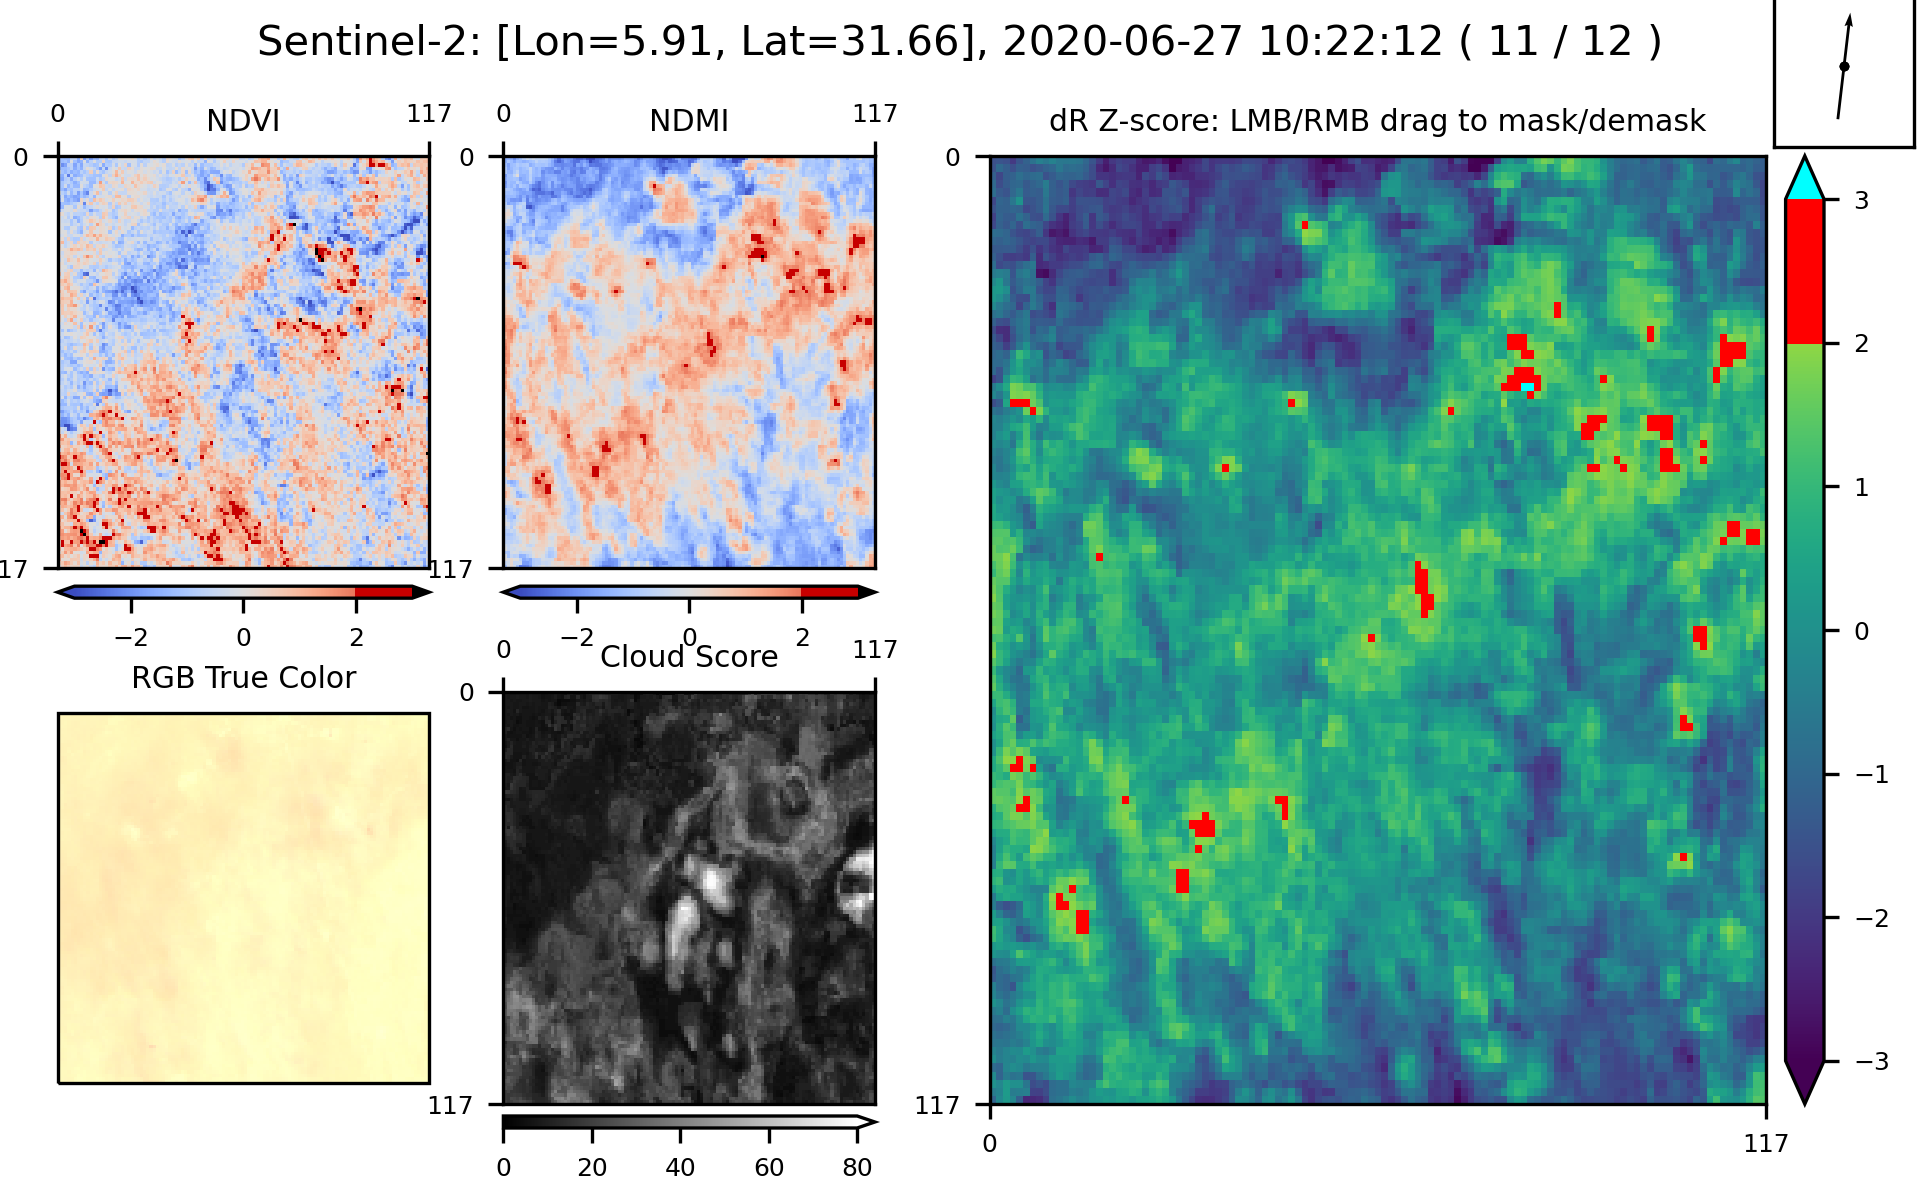 Sentinel-2: [Lon=5.91, Lat=31.66], 2020-06-27 10:22:12 ( 11 / 12 )
0 NDVI 117
0 NDMI 117
dR Z-score: LMB/RMB drag to mask/demask
0
0
0
3
2
1
0
−1
−2
−3
17
117
−2 0 2
−2 0 2
0 Cloud Score 117
RGB True Color
0
117
117
0 20 40 60 80
0 117